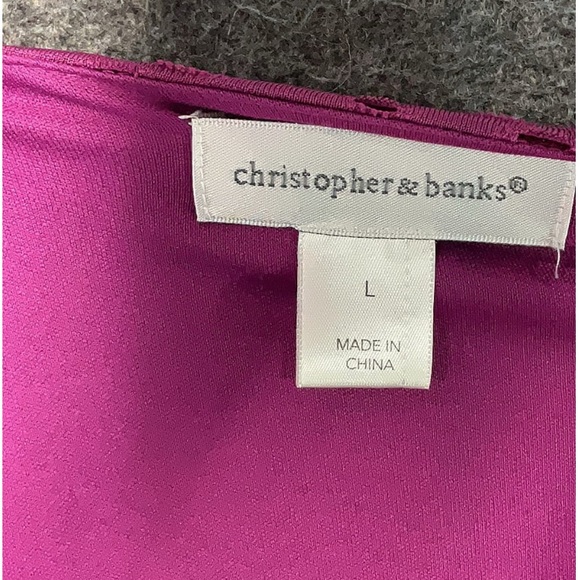 christopher & banks®
L
MADE IN
CHINA